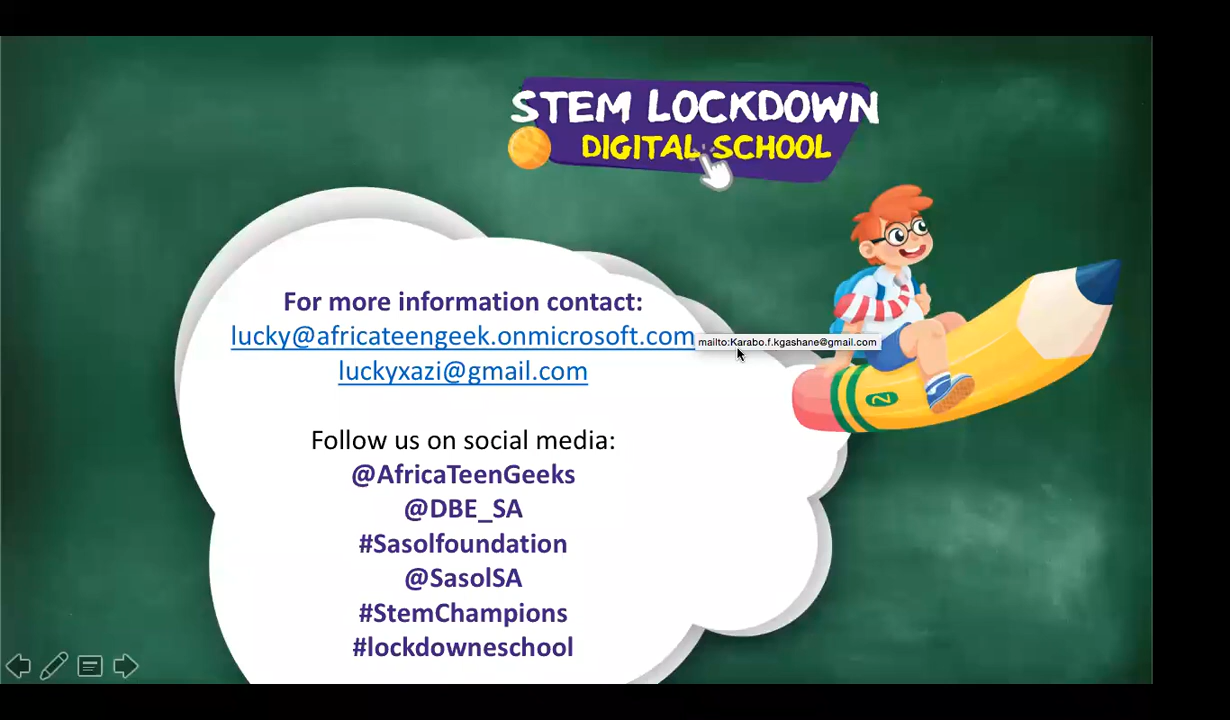 STEM LOCKDOWN
DIGITAL SCHOOL
For more information contact:
lucky@africateengeek.onmicrosoft.com
mailto:Karabo.f.kgashane@gmail.com
luckyxazi@gmail.com
Follow us on social media:
@AfricaTeenGeeks
@DBE_SA
#Sasolfoundation
@SasolSA
#StemChampions
#lockdowneschool
2